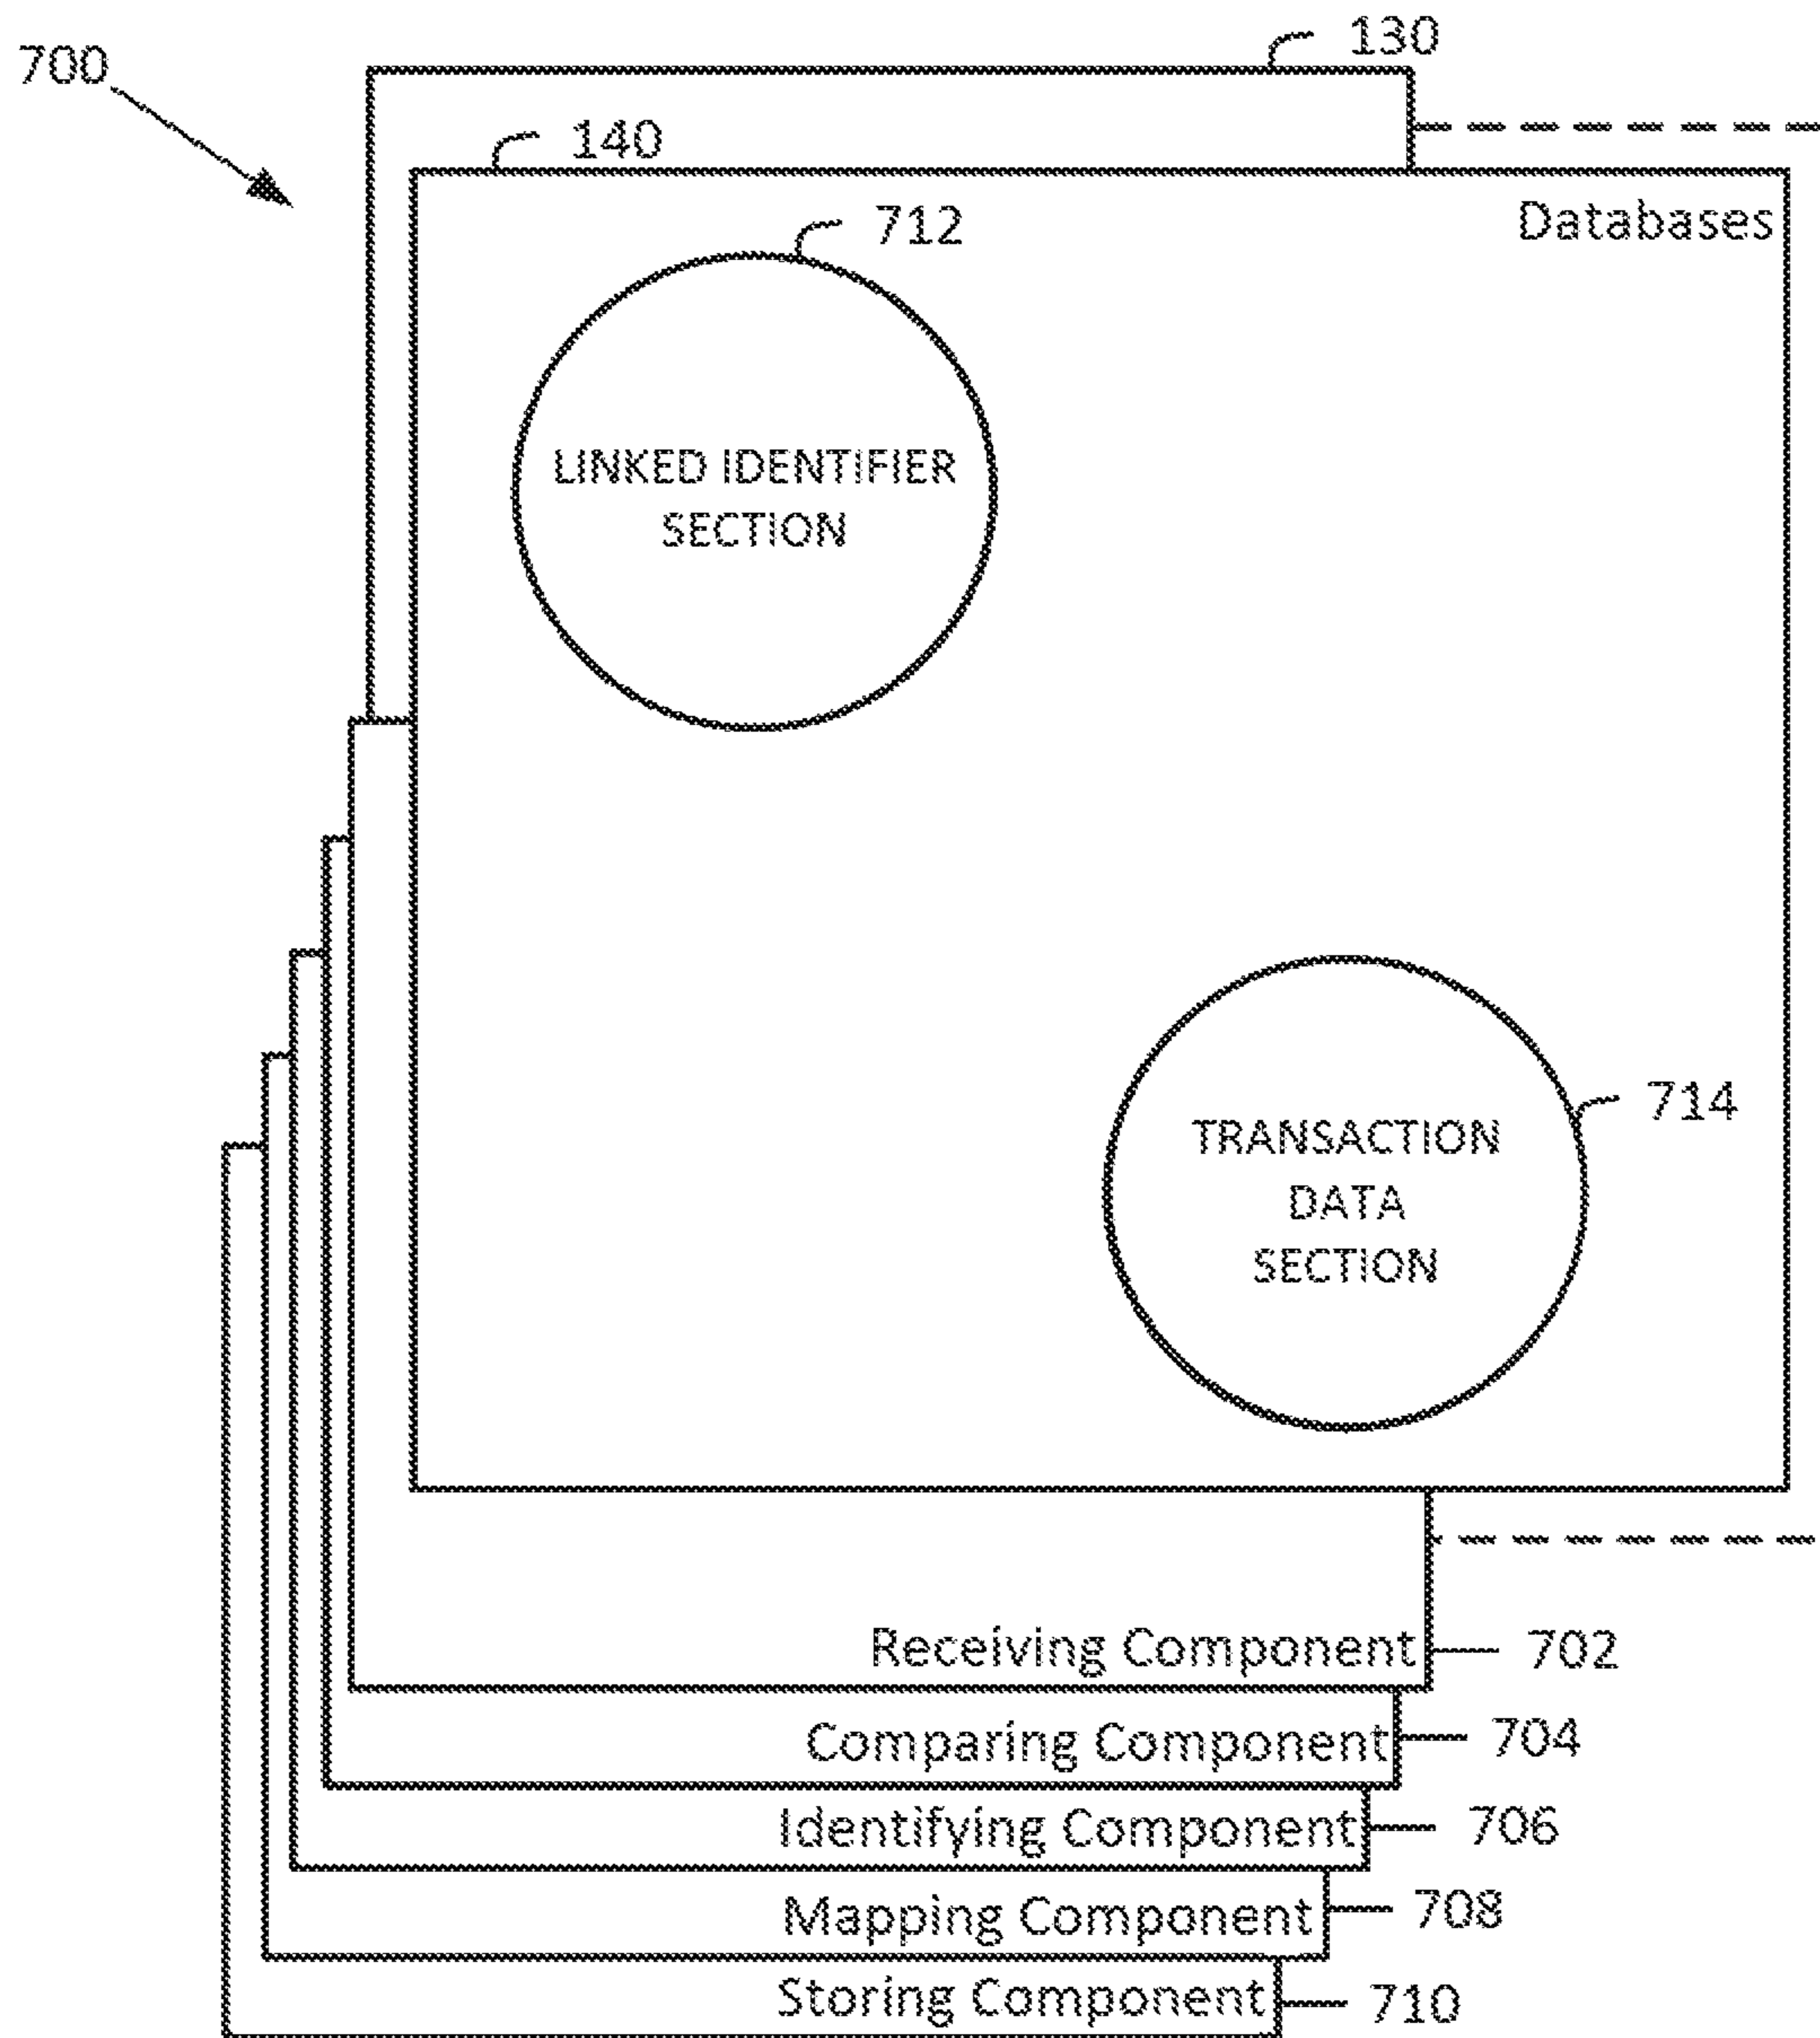 700
130
140
Databases
712
LINKED IDENTIFIER
SECTION
714
TRANSACTION
DATA
SECTION
Receiving Component 702
Comparing Component 704
Identifying Component 706
Mapping Component 708
Storing Component 710